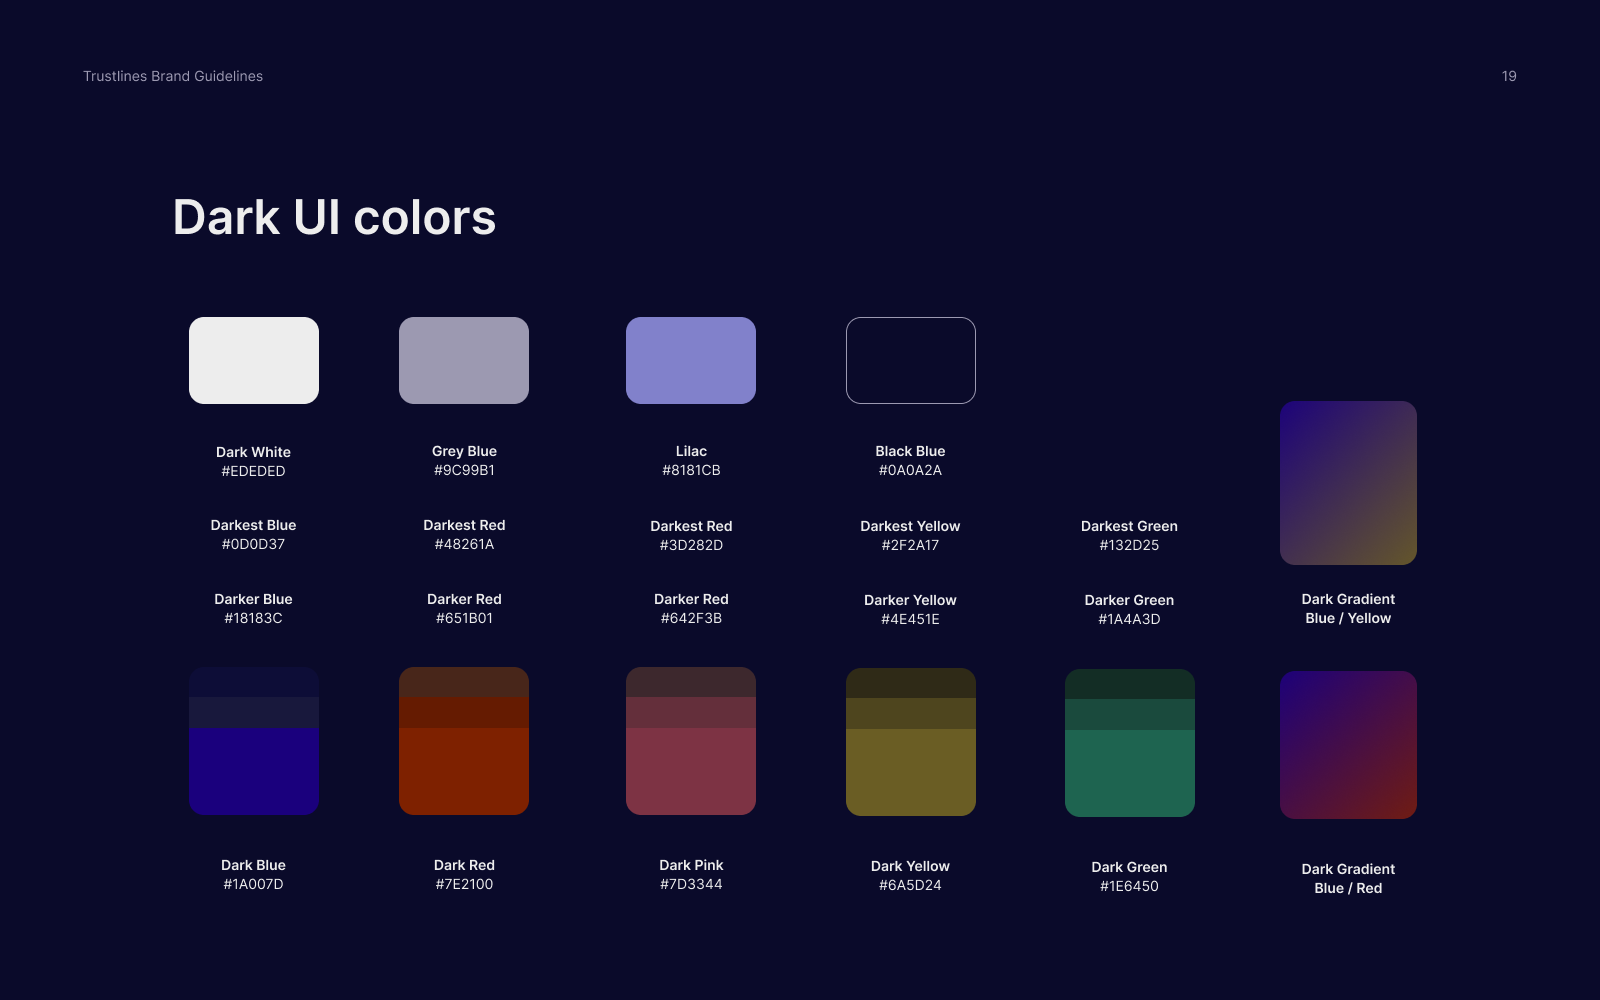 Trustlines Brand Guidelines
19
Dark UI colors
Dark White
#EDEDED
Grey Blue
#9C99B1
Lilac
#8181CB
Black Blue
#0A0A2A
Darkest Blue
#0D0D37
Darkest Red
#48261A
Darkest Red
#3D282D
Darkest Yellow
#2F2A17
Darkest Green
#132D25
Darker Blue
#18183C
Darker Red
#651B01
Darker Red
#642F3B
Darker Yellow
#4E451E
Darker Green
#1A4A3D
Dark Gradient
Blue / Yellow
Dark Blue
#1A007D
Dark Red
#7E2100
Dark Pink
#7D3344
Dark Yellow
#6A5D24
Dark Green
#1E6450
Dark Gradient
Blue / Red